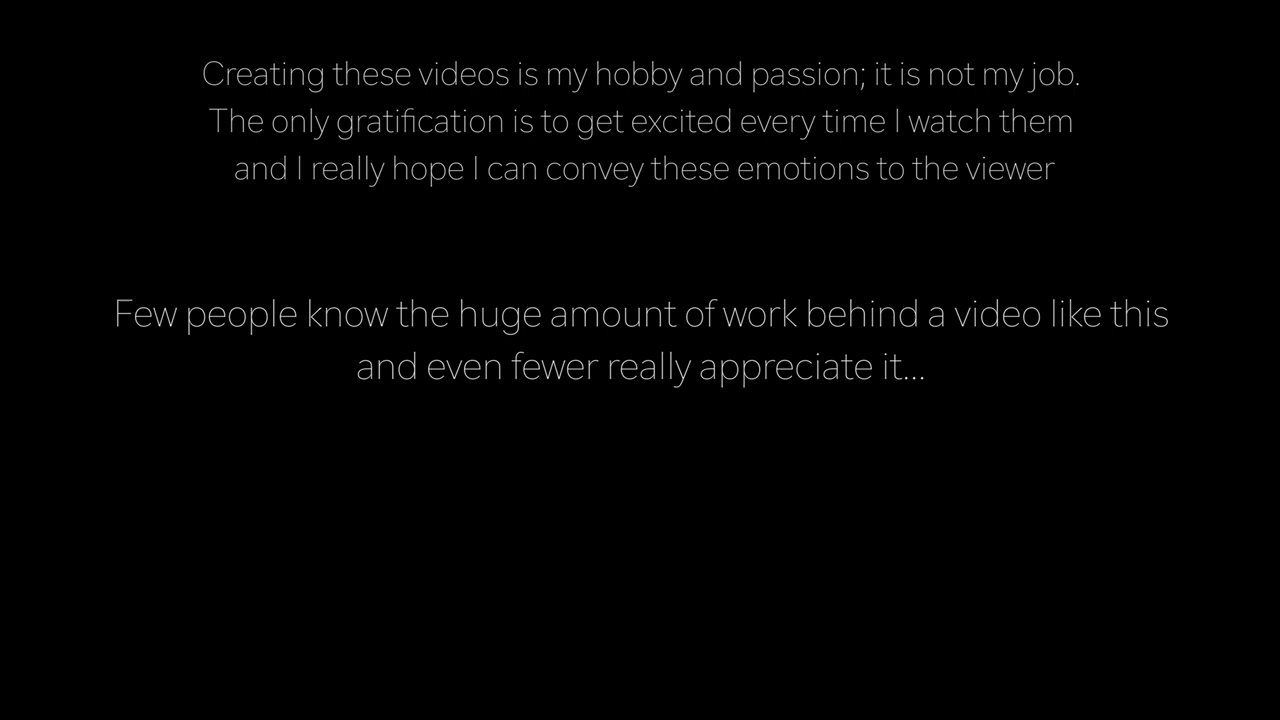 Creating these videos is my hobby and passion; it is not my job.
The only gratification is to get excited every time I watch them
and I really hope I can convey these emotions to the viewer
Few people know the huge amount of work behind a video like this
and even fewer really appreciate it...